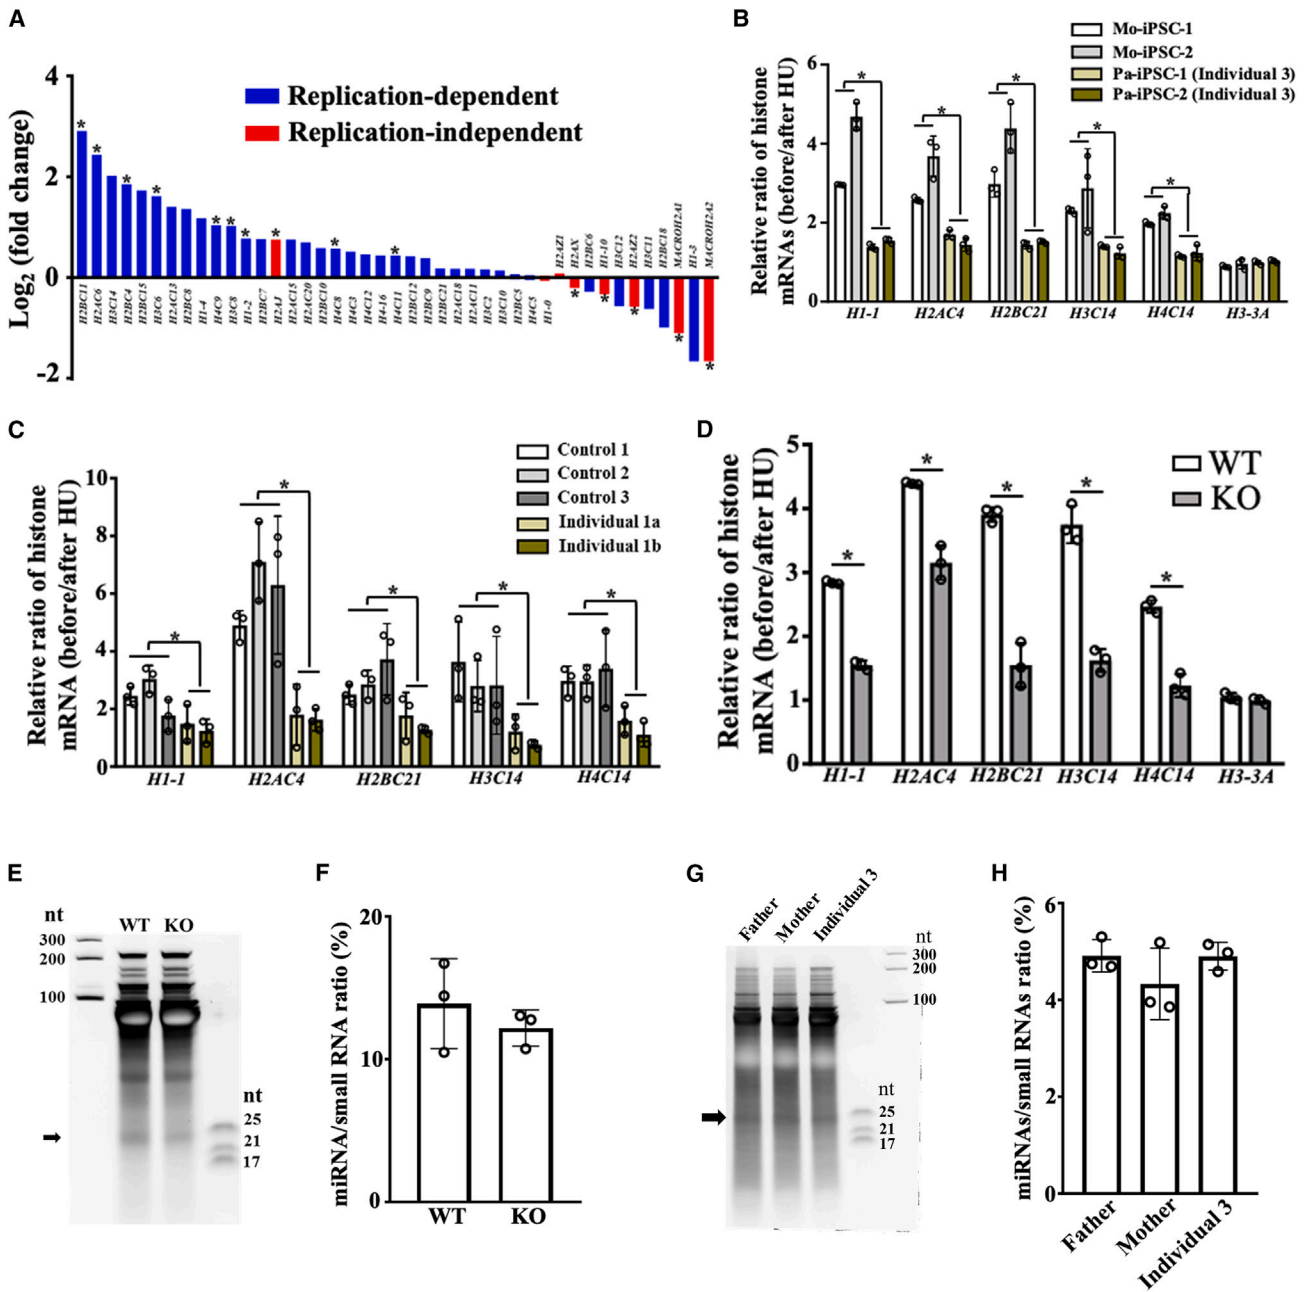 A
4
2
0
-2
Log2 (fold change)
Replication-dependent
Replication-independent
* * * * * * * * * *
H2BC11
H2AC6
H3C14
H2BC4
H2BC15
H3C6
H2AC13
H2BC8
H1-4
H4C9
H3C8
H1-2
H2BC7
H2AJ
H2AC15
H2AC20
H2BC10
H4C8
H4C3
H4C12
H4-16
H4C11
H2BC12
H2BC9
H2BC21
H2AC18
H2AC11
H3C2
H3C10
H2BC5
H4C5
H1-0
H2AZ1
H2AX
H2BC6
H1-10
H3C12
H2AZ2
H3C11
H2BC18
MACROH2A1
H1-3
MACROH2A2
* * * * *
B
Mo-iPSC-1
Mo-iPSC-2
Pa-iPSC-1 (Individual 3)
Pa-iPSC-2 (Individual 3)
Relative ratio of histone
mRNAs (before/after HU)
6
4
2
0
* * * * *
H1-1 H2AC4 H2BC21 H3C14 H4C14 H3-3A
C
Control 1
Control 2
Control 3
Individual 1a
Individual 1b
Relative ratio of histone
mRNA (before/after HU)
10
8
6
4
2
0
* * * * *
H1-1 H2AC4 H2BC21 H3C14 H4C14
D
WT
KO
Relative ratio of histone
mRNA (before/after HU)
5
4
3
2
1
0
* * * * *
H1-1 H2AC4 H2BC21 H3C14 H4C14 H3-3A
E
nt WT KO
300
200
100
nt
25
21
17
F
miRNA/small RNA ratio (%)
20
10
0
WT KO
G
Father
Mother
Individual 3
nt
300
200
100
nt
25
21
17
H
miRNAs/small RNAs ratio (%)
6
4
2
0
Father
Mother
Individual 3